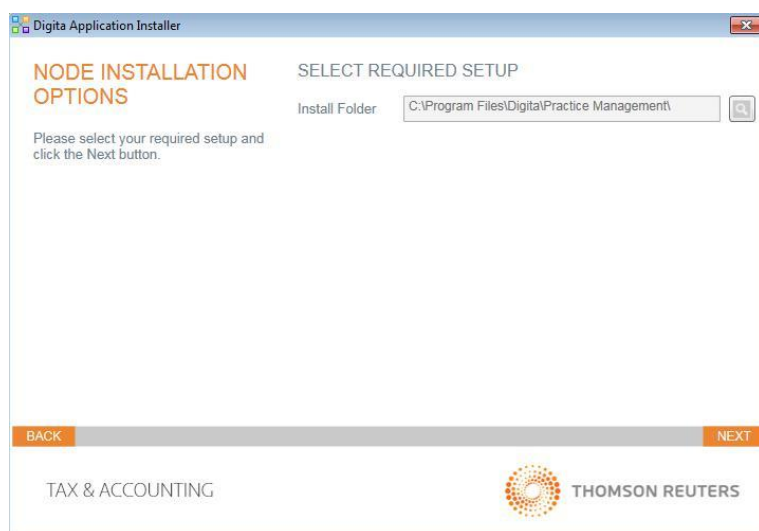 Digita Application Installer
NODE INSTALLATION
OPTIONS
Please select your required setup and
click the Next button.
SELECT REQUIRED SETUP
Install Folder C:\Program Files\Digita\Practice Management\
BACK NEXT
TAX & ACCOUNTING
THOMSON REUTERS